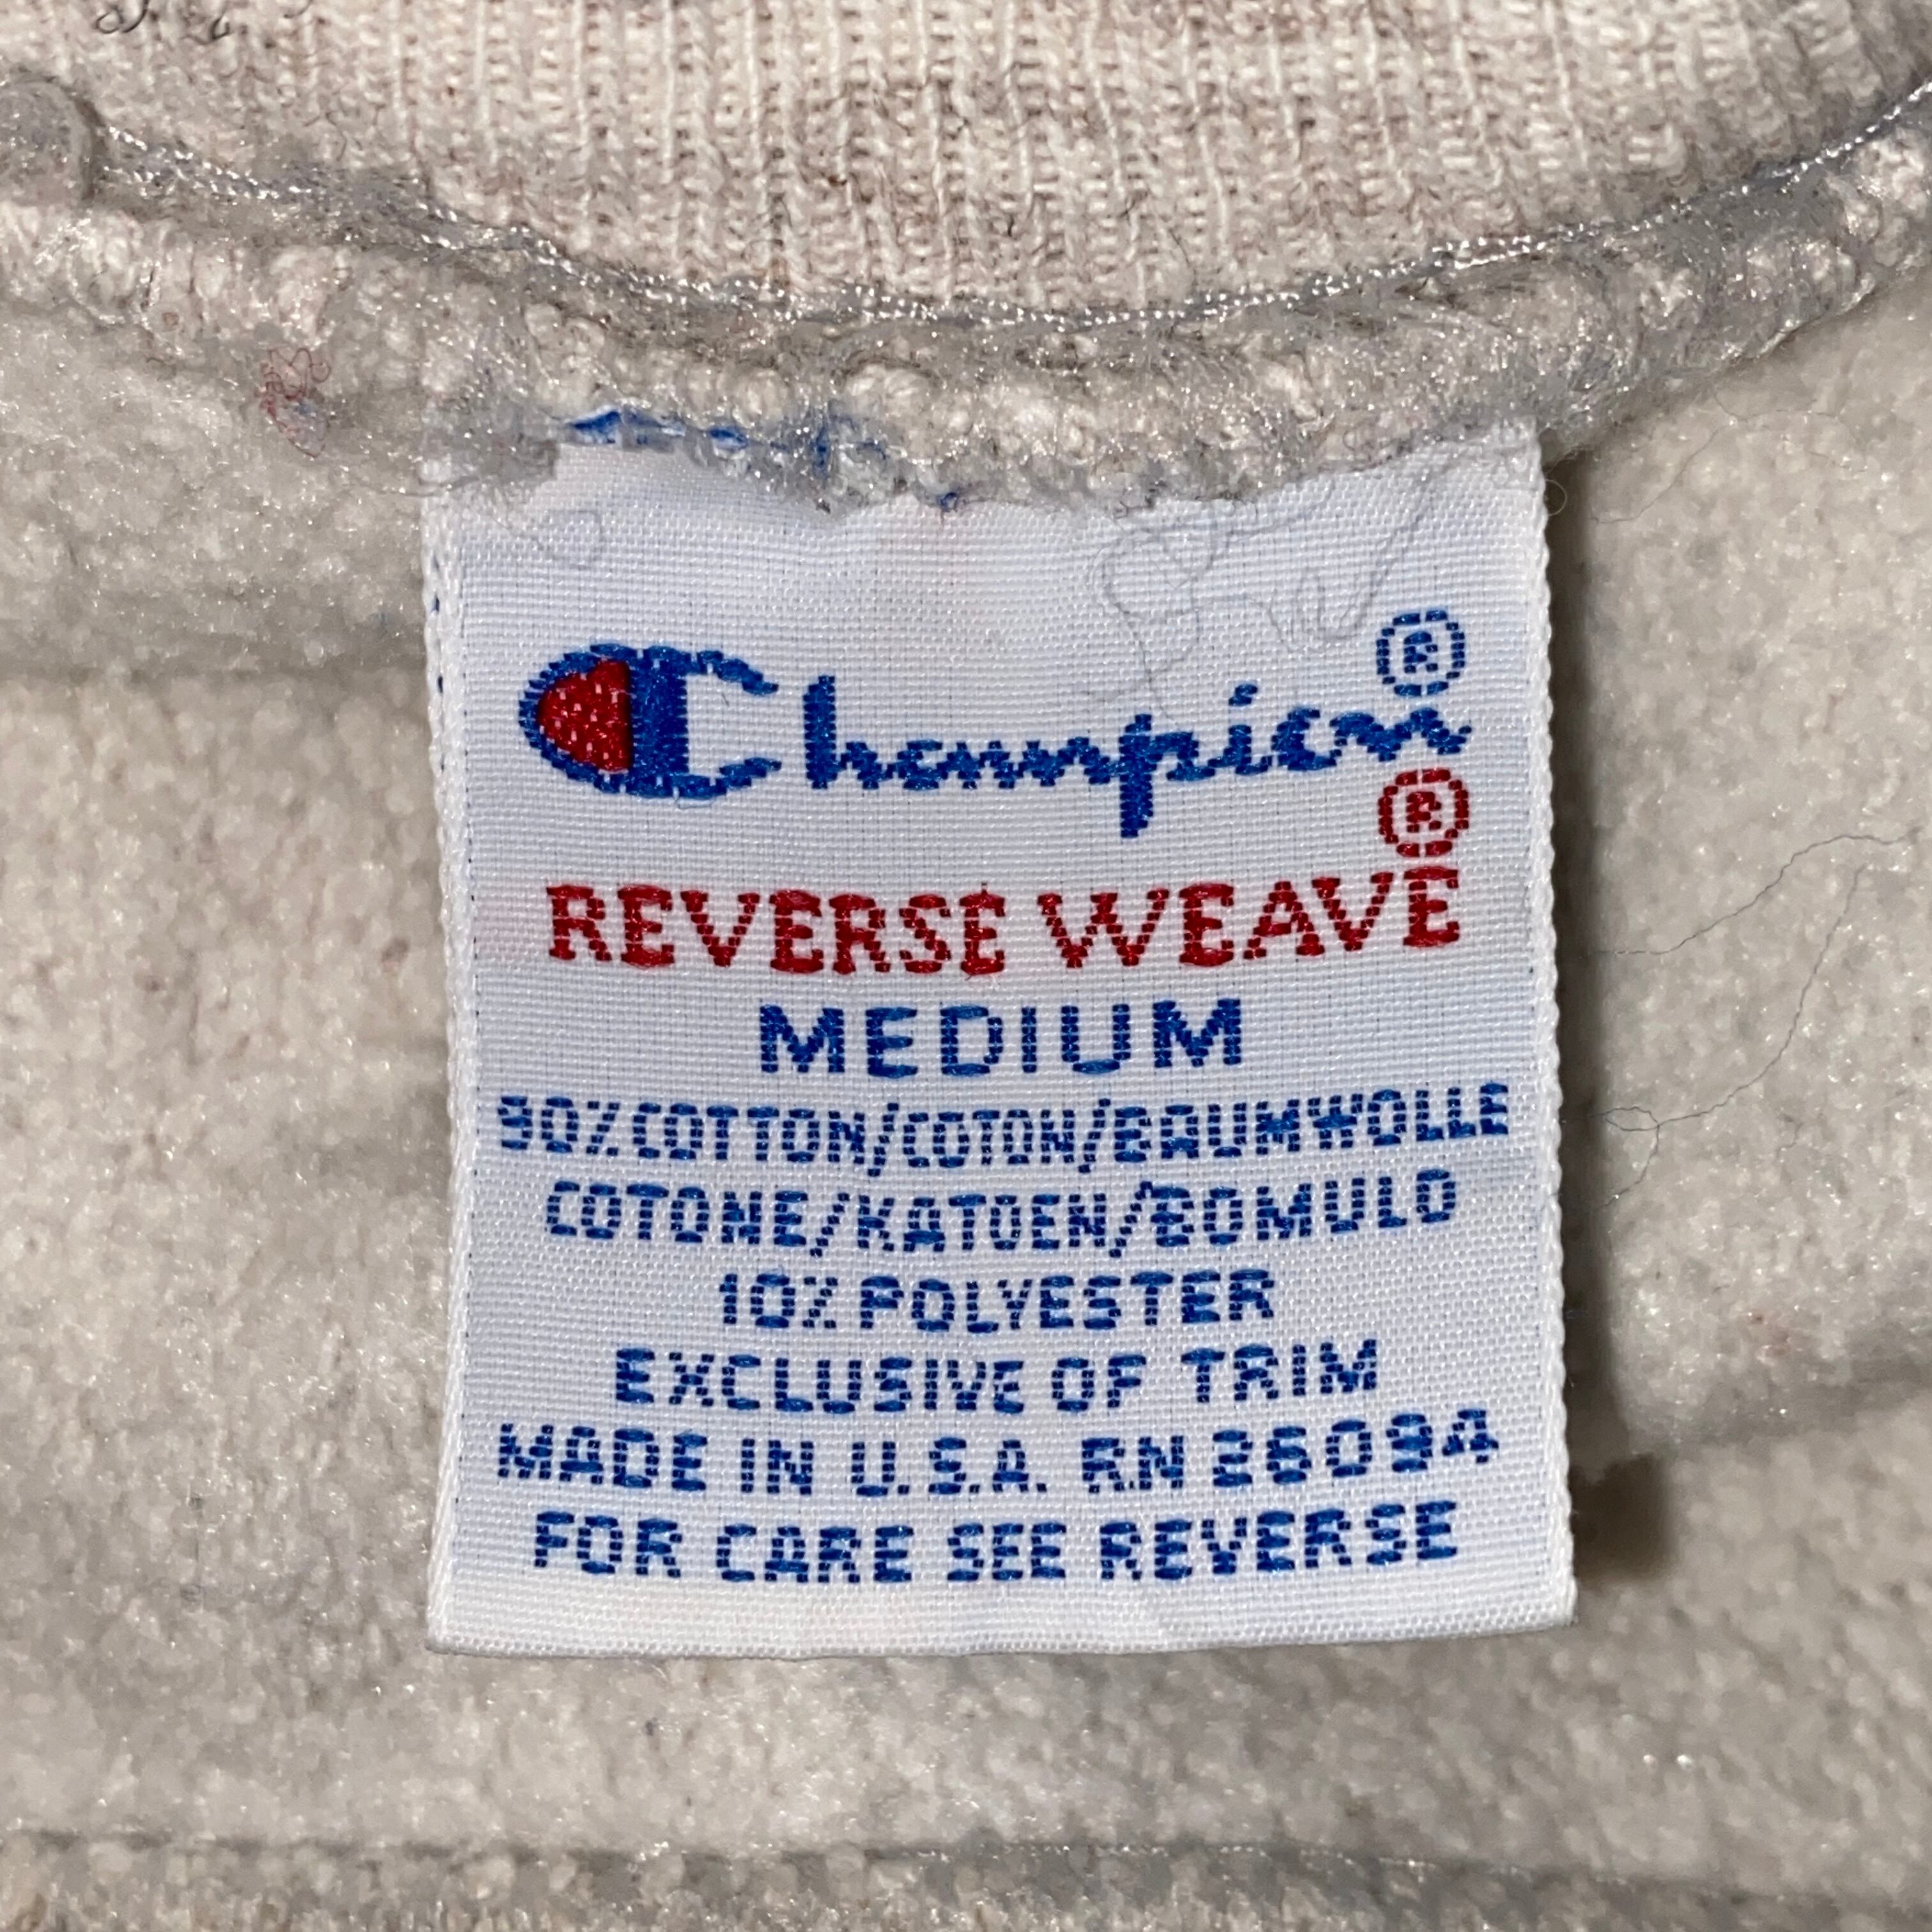 Champion®
®
REVERSE WEAVE
MEDIUM
90% COTTON/COTON/BAUMWOLLE
COTONE/KATOEN/BOMULO
10% POLYESTER
EXCLUSIVE OF TRIM
MADE IN U.S.A. RN 26094
FOR CARE SEE REVERSE